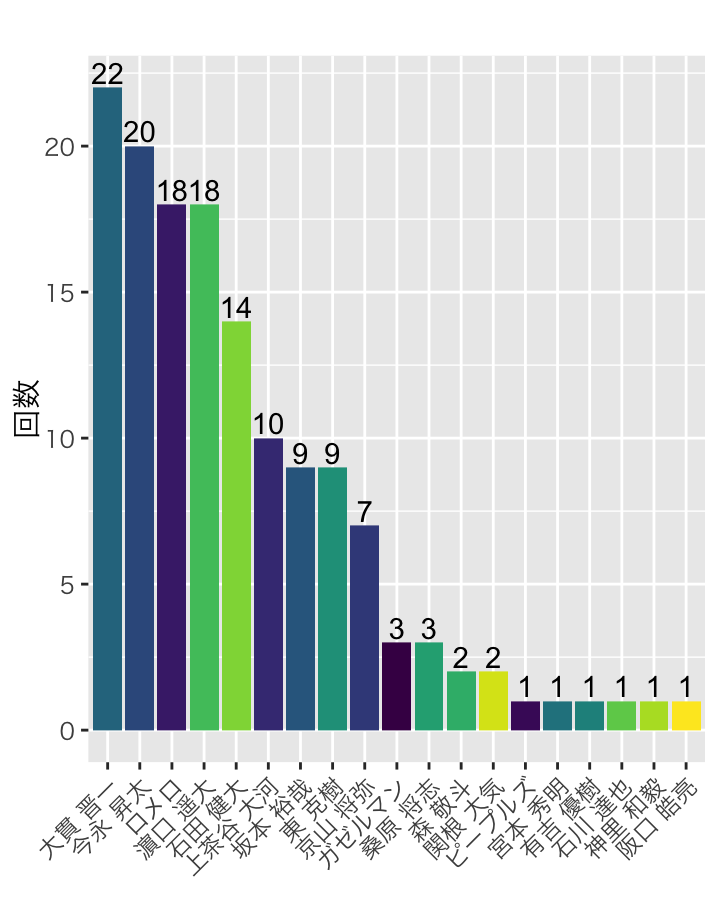 回数
20
15
10
5
0
22
20
18
18
14
10
9
9
7
3
3
2
2
1
1
1
1
1
1
大貫 晋一
今永 昇太
ロメロ
濵口 遥大
石田 健大
上茶谷 大河
坂本 裕哉
東 克樹
京山 将弥
ガゼルマン
桑原 将志
森 敬斗
関根 大気
ピープルズ
宮本 秀明
有吉 優樹
石川 達也
神里 和毅
阪口 皓亮